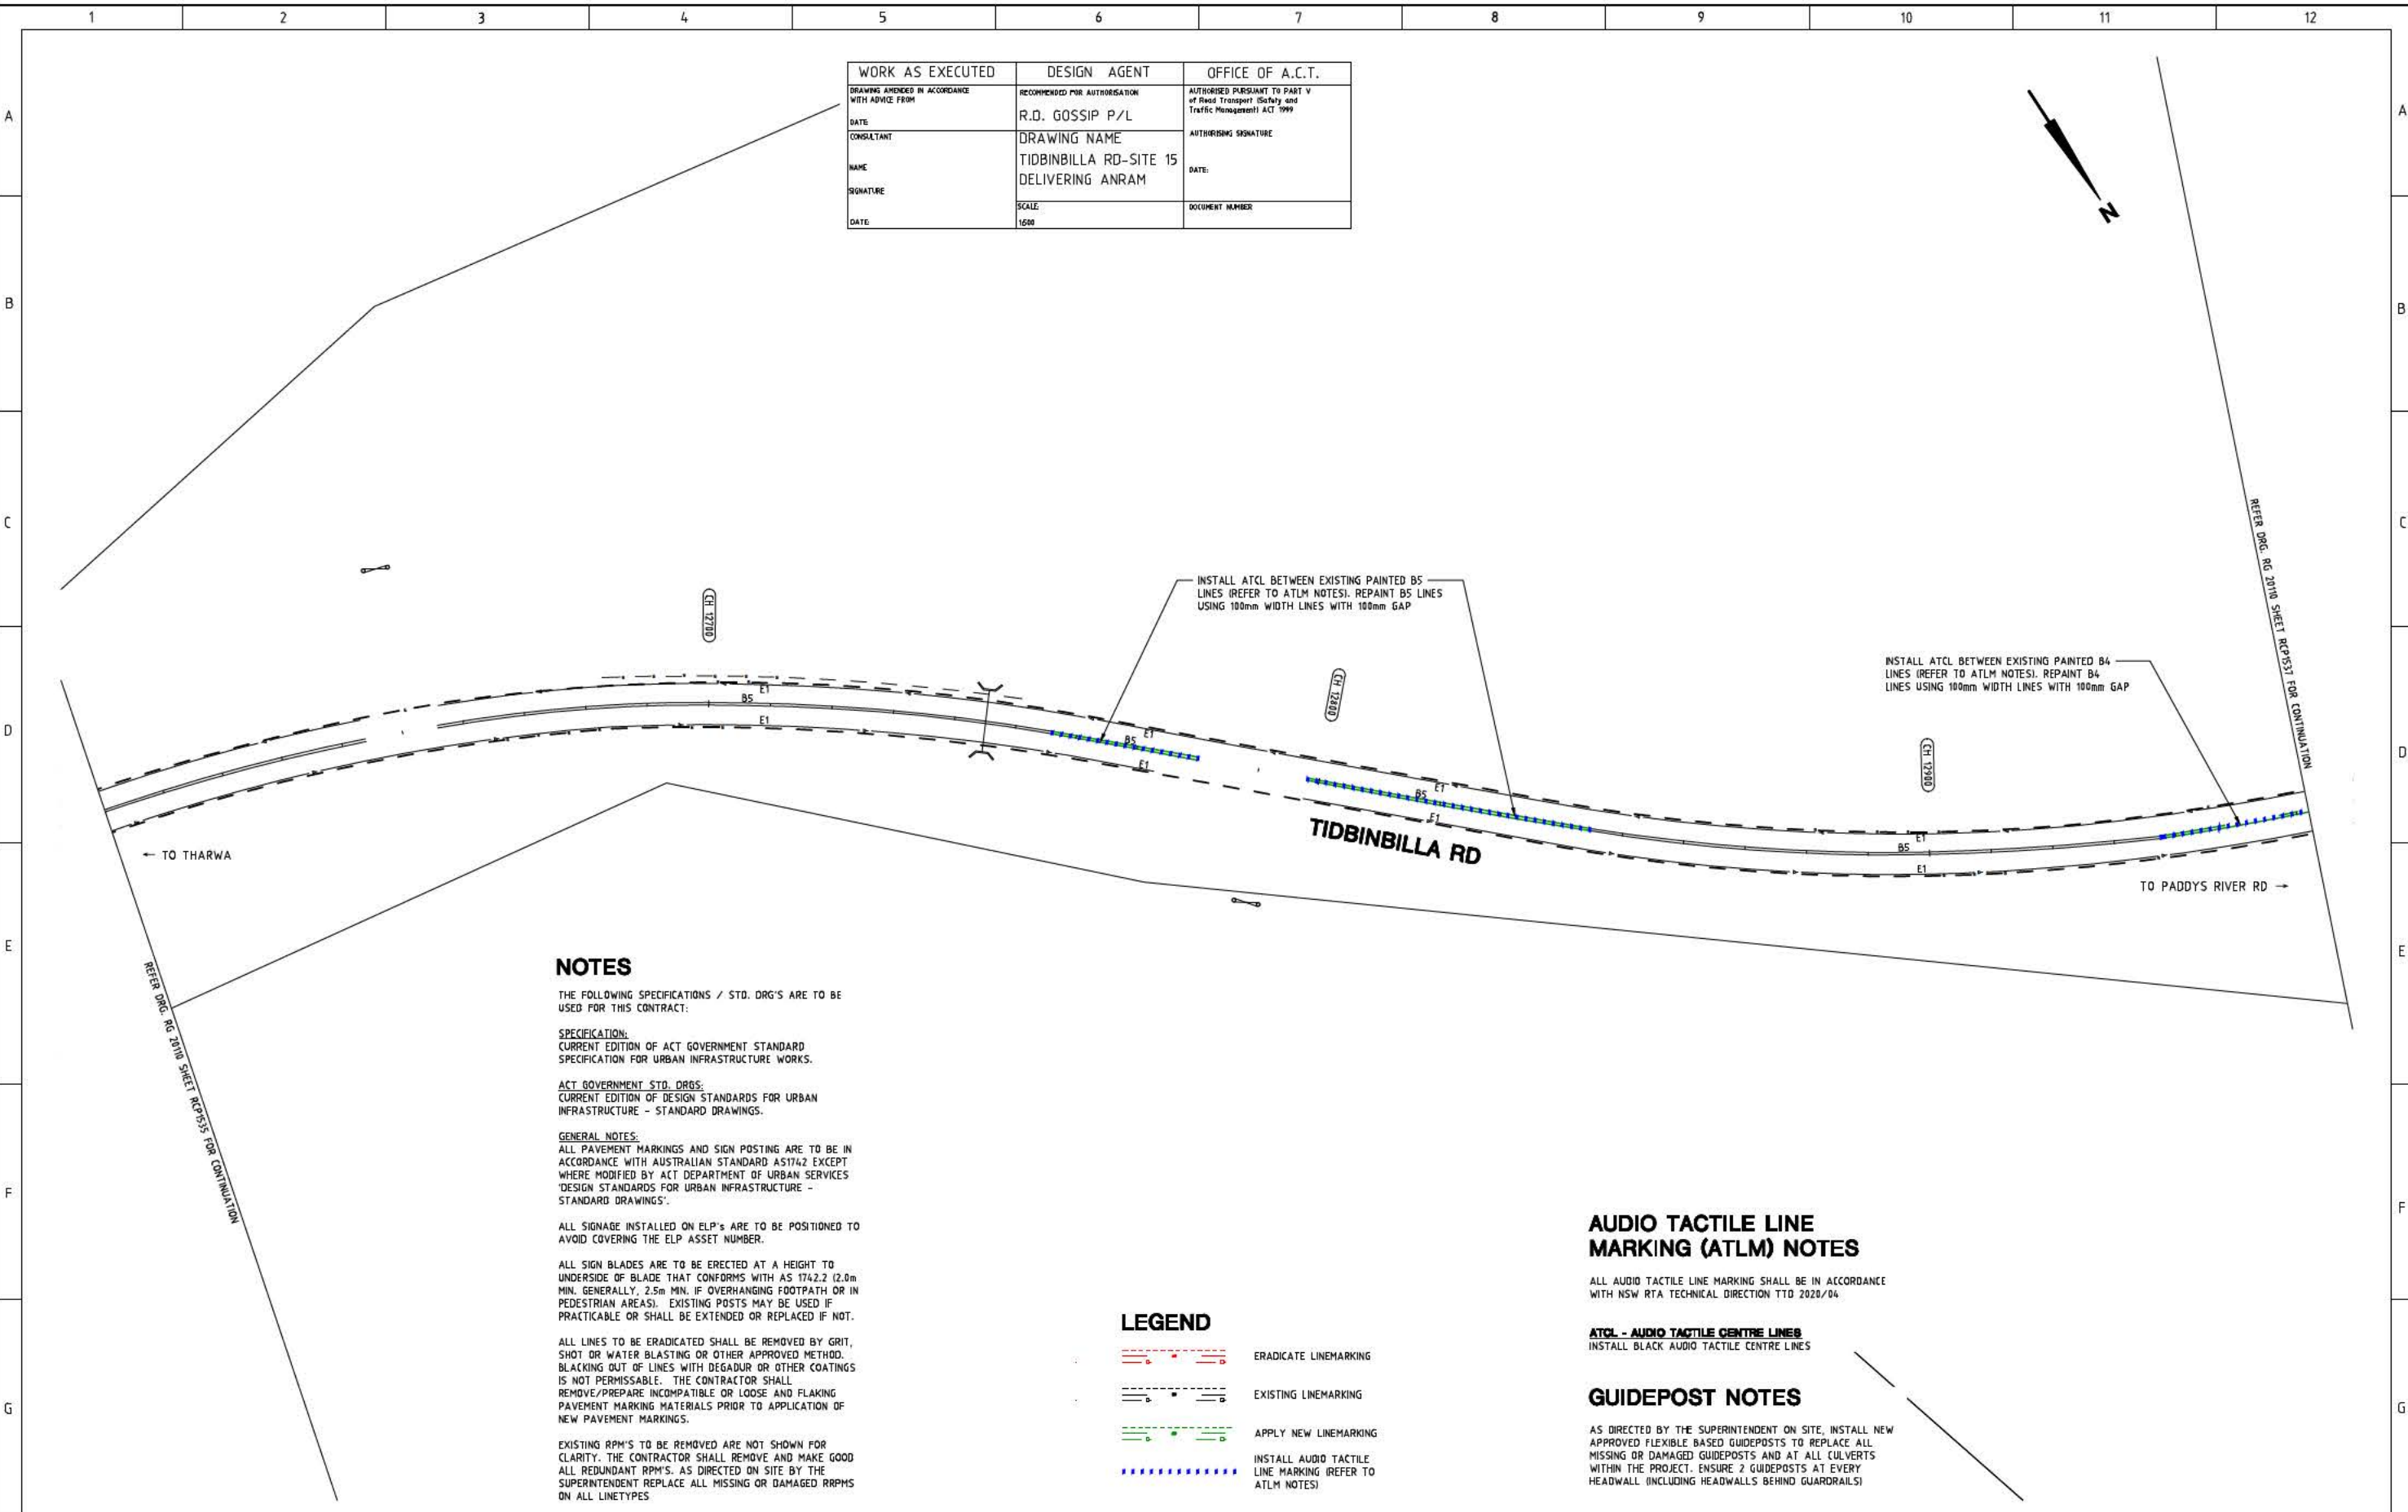 1 2 3 4 5 6 7 8 9 10 11 12
A
B
C
D
E
F
G
A
B
C
D
E
F
G
WORK AS EXECUTED
DRAWING AMENDED IN ACCORDANCE
WITH ADVICE FROM
DATE:
CONSULTANT
NAME
SIGNATURE
DATE:
DESIGN AGENT
RECOMMENDED FOR AUTHORISATION
R.D. GOSSIP P/L
DRAWING NAME
TIDBINBILLA RD-SITE 15
DELIVERING ANRAM
SCALE:
1:500
OFFICE OF A.C.T.
AUTHORISED PURSUANT TO PART V
of Road Transport (Safety and
Traffic Management) ACT 1999
AUTHORISING SIGNATURE
DATE:
DOCUMENT NUMBER
N
REFER DRG. RG 20110 SHEET RCP1537 FOR CONTINUATION
INSTALL ATCL BETWEEN EXISTING PAINTED B5
LINES (REFER TO ATLM NOTES). REPAINT B5 LINES
USING 100mm WIDTH LINES WITH 100mm GAP
INSTALL ATCL BETWEEN EXISTING PAINTED B4
LINES (REFER TO ATLM NOTES). REPAINT B4
LINES USING 100mm WIDTH LINES WITH 100mm GAP
CH 12700
CH 12800
CH 12900
E1
B5
E1
E1
B5
E1
E1
B5
E1
E1
B5
E1
TIDBINBILLA RD
← TO THARWA
TO PADDYS RIVER RD →
REFER DRG. RG 20110 SHEET RCP1535 FOR CONTINUATION
NOTES
THE FOLLOWING SPECIFICATIONS / STD. DRG'S ARE TO BE
USED FOR THIS CONTRACT:
SPECIFICATION:
CURRENT EDITION OF ACT GOVERNMENT STANDARD
SPECIFICATION FOR URBAN INFRASTRUCTURE WORKS.
ACT GOVERNMENT STD. DRGS:
CURRENT EDITION OF DESIGN STANDARDS FOR URBAN
INFRASTRUCTURE - STANDARD DRAWINGS.
GENERAL NOTES:
ALL PAVEMENT MARKINGS AND SIGN POSTING ARE TO BE IN
ACCORDANCE WITH AUSTRALIAN STANDARD AS1742 EXCEPT
WHERE MODIFIED BY ACT DEPARTMENT OF URBAN SERVICES
'DESIGN STANDARDS FOR URBAN INFRASTRUCTURE -
STANDARD DRAWINGS'.
ALL SIGNAGE INSTALLED ON ELP's ARE TO BE POSITIONED TO
AVOID COVERING THE ELP ASSET NUMBER.
ALL SIGN BLADES ARE TO BE ERECTED AT A HEIGHT TO
UNDERSIDE OF BLADE THAT CONFORMS WITH AS 1742.2 (2.0m
MIN. GENERALLY, 2.5m MIN. IF OVERHANGING FOOTPATH OR IN
PEDESTRIAN AREAS). EXISTING POSTS MAY BE USED IF
PRACTICABLE OR SHALL BE EXTENDED OR REPLACED IF NOT.
ALL LINES TO BE ERADICATED SHALL BE REMOVED BY GRIT,
SHOT OR WATER BLASTING OR OTHER APPROVED METHOD.
BLACKING OUT OF LINES WITH DEGADUR OR OTHER COATINGS
IS NOT PERMISSABLE. THE CONTRACTOR SHALL
REMOVE/PREPARE INCOMPATIBLE OR LOOSE AND FLAKING
PAVEMENT MARKING MATERIALS PRIOR TO APPLICATION OF
NEW PAVEMENT MARKINGS.
EXISTING RPM'S TO BE REMOVED ARE NOT SHOWN FOR
CLARITY. THE CONTRACTOR SHALL REMOVE AND MAKE GOOD
ALL REDUNDANT RPM'S. AS DIRECTED ON SITE BY THE
SUPERINTENDENT REPLACE ALL MISSING OR DAMAGED RRPMS
ON ALL LINETYPES
LEGEND
ERADICATE LINEMARKING
EXISTING LINEMARKING
APPLY NEW LINEMARKING
INSTALL AUDIO TACTILE
LINE MARKING (REFER TO
ATLM NOTES)
AUDIO TACTILE LINE
MARKING (ATLM) NOTES
ALL AUDIO TACTILE LINE MARKING SHALL BE IN ACCORDANCE
WITH NSW RTA TECHNICAL DIRECTION TTD 2020/04
ATCL - AUDIO TACTILE CENTRE LINES
INSTALL BLACK AUDIO TACTILE CENTRE LINES
GUIDEPOST NOTES
AS DIRECTED BY THE SUPERINTENDENT ON SITE, INSTALL NEW
APPROVED FLEXIBLE BASED GUIDEPOSTS TO REPLACE ALL
MISSING OR DAMAGED GUIDEPOSTS AND AT ALL CULVERTS
WITHIN THE PROJECT. ENSURE 2 GUIDEPOSTS AT EVERY
HEADWALL (INCLUDING HEADWALLS BEHIND GUARDRAILS)